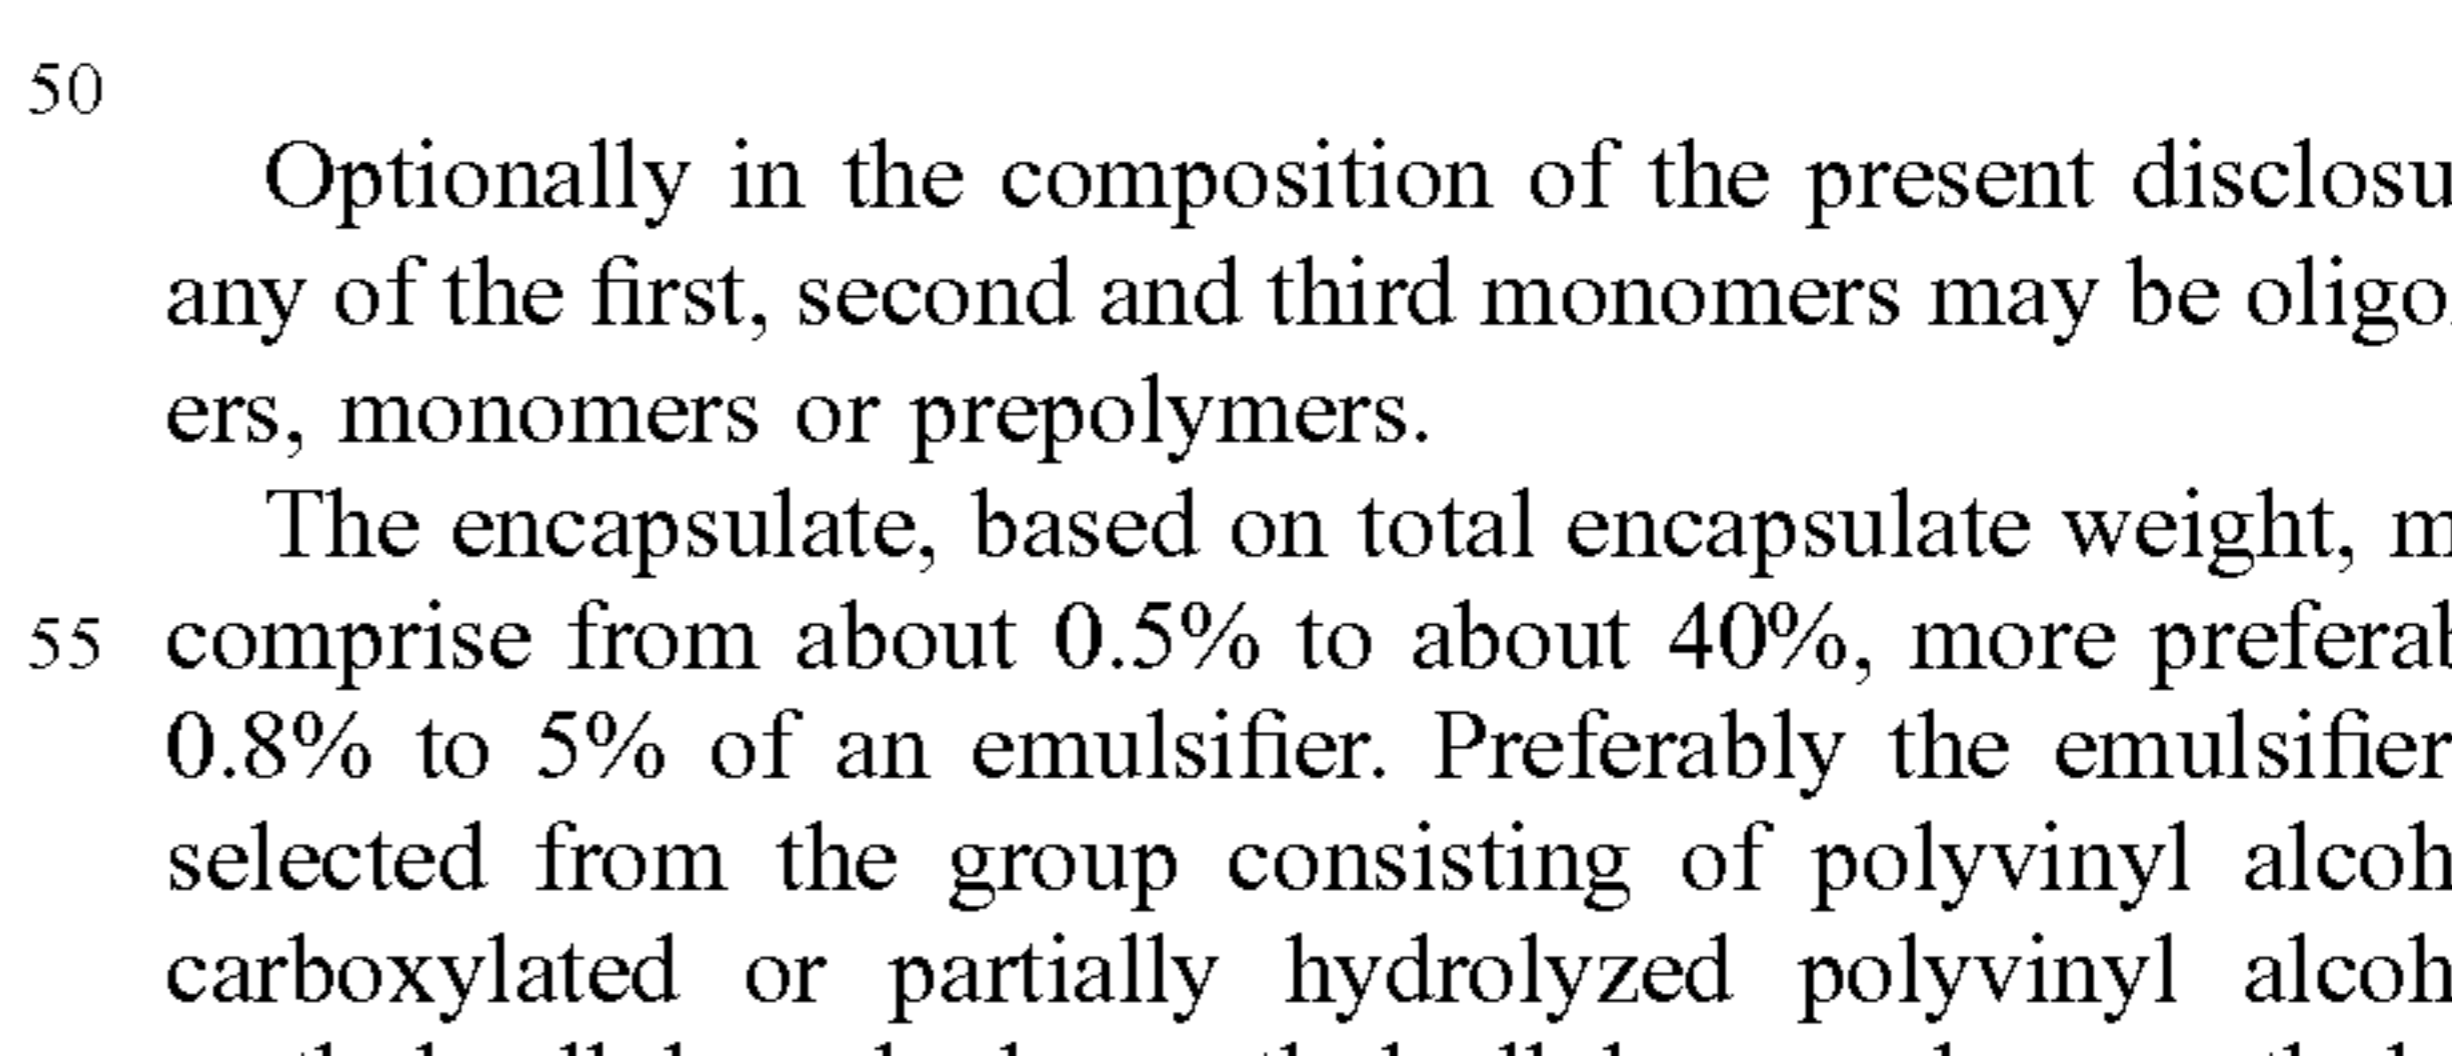 50
Optionally in the composition of the present disclosu
any of the first, second and third monomers may be oligo
ers, monomers or prepolymers.
The encapsulate, based on total encapsulate weight, m
55 comprise from about 0.5% to about 40%, more preferab
0.8% to 5% of an emulsifier. Preferably the emulsifier
selected from the group consisting of polyvinyl alcoh
carboxylated or partially hydrolyzed polyvinyl alcoh